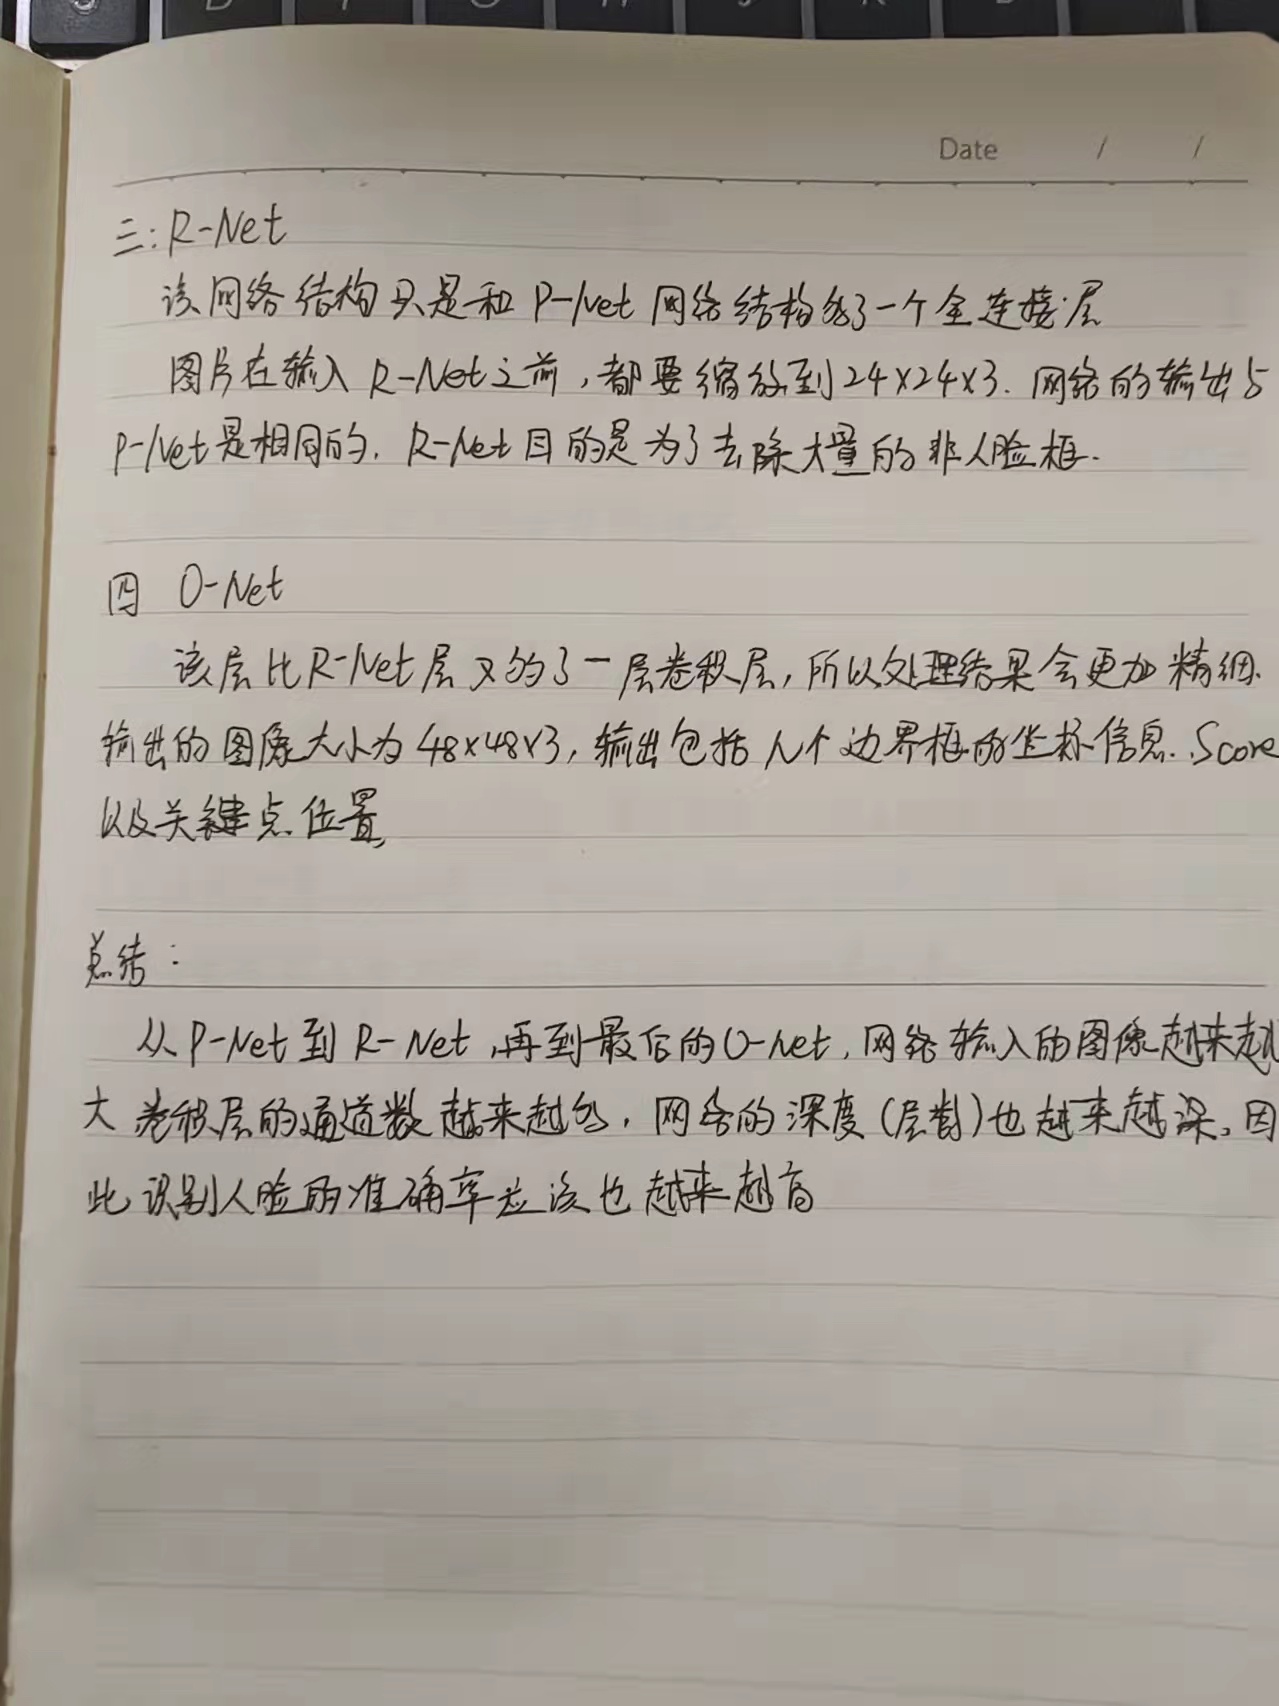 Date / /
三:R-Net
该网络结构只是和P-Net网络结构多了一个全连接层
图片在输入R-Net之前,都要缩放到24×24×3.网络的输出与
P-Net是相同的.R-Net目的是为了去除大量的非人脸框.
四 O-Net
该层比R-Net层又多了一层卷积层,所以处理结果会更加精细.
输出的图像大小为48×48×3,输出包括N个边界框的坐标信息.Score
以及关键点位置,
总结:
从P-Net到R-Net,再到最后的O-Net,网络输入的图像越来越
大 卷积层的通道数越来越多,网络的深度(层数)也越来越深,因
此识别人脸的准确率应该也越来越高